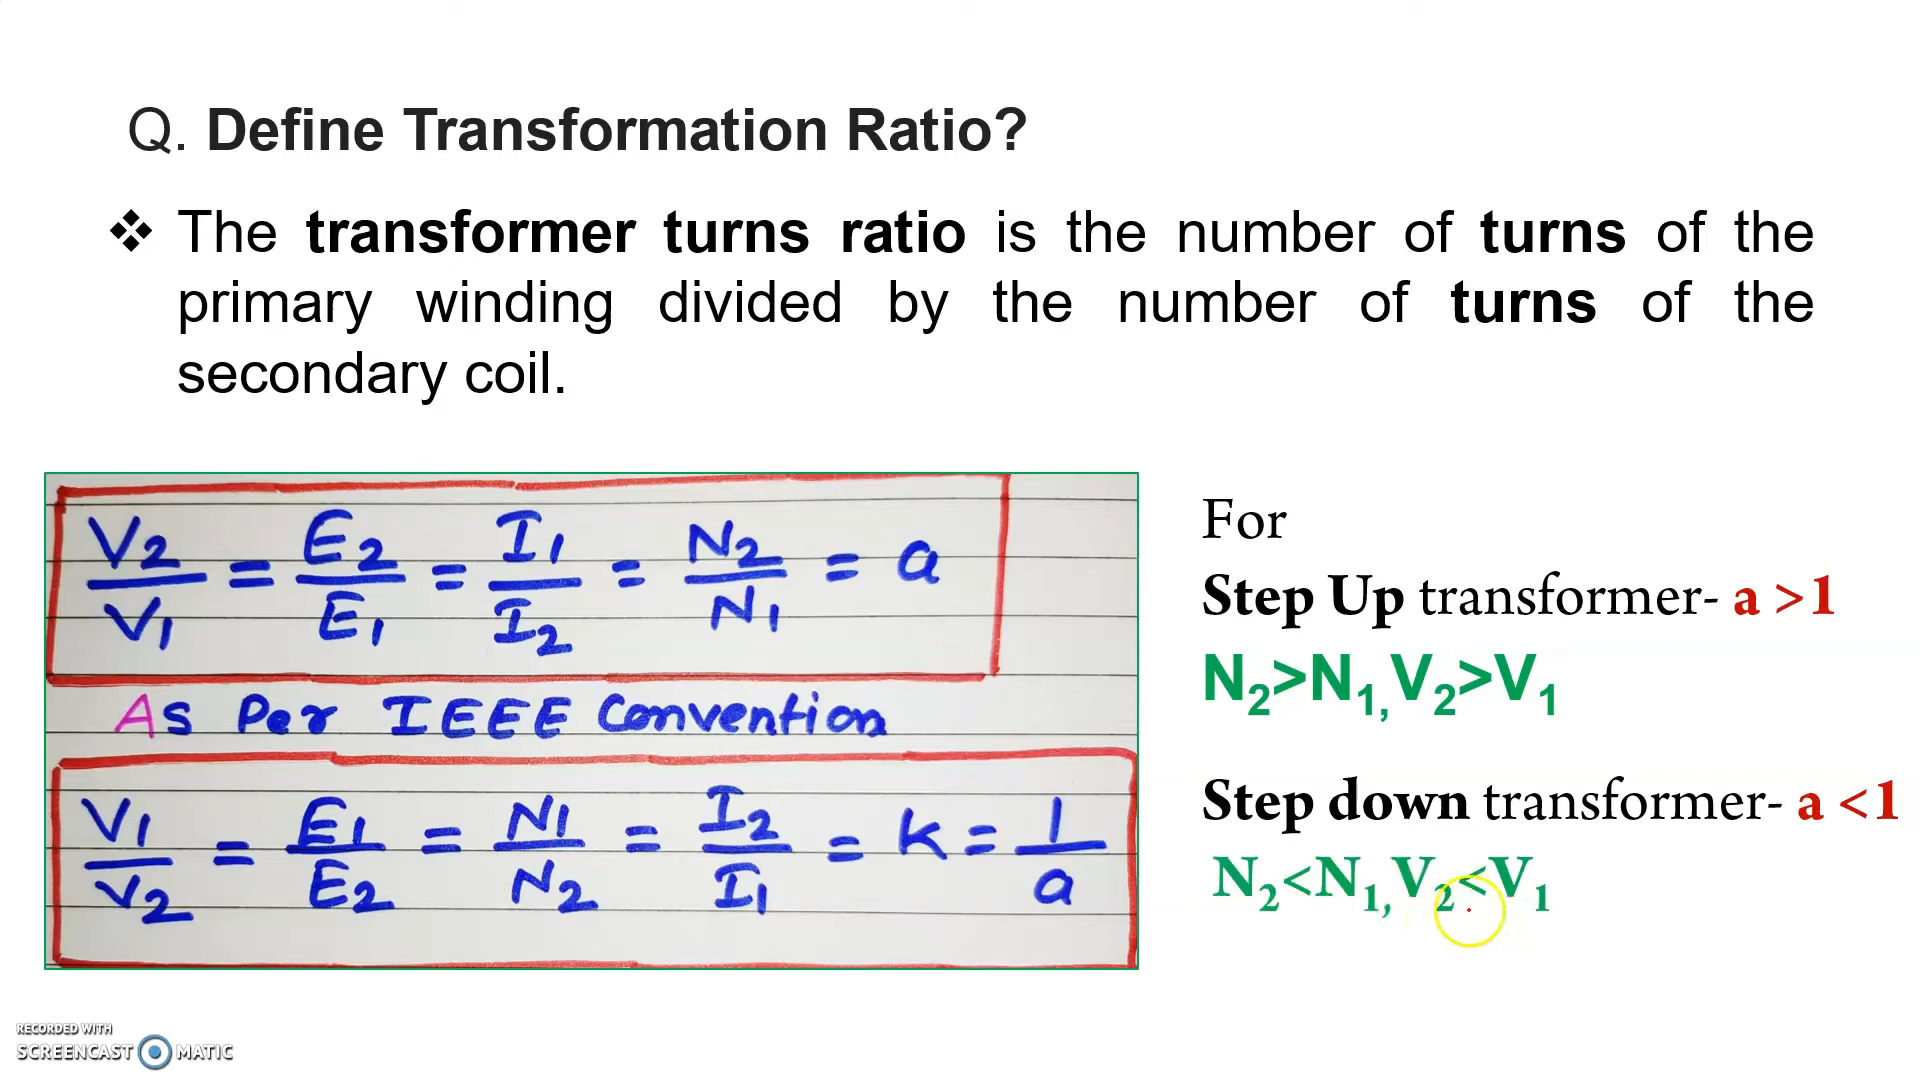 Q. Define Transformation Ratio?
❖ The transformer turns ratio is the number of turns of the
primary winding divided by the number of turns of the
secondary coil.
V2/V1 = E2/E1 = I1/I2 = N2/N1 = a
As Per IEEE Convention
V1/V2 = E1/E2 = N1/N2 = I2/I1 = K = 1/a
For
Step Up transformer- a >1
N2>N1,V2>V1
Step down transformer- a <1
N2<N1,V2<V1
RECORDED WITH
SCREENCAST MATIC